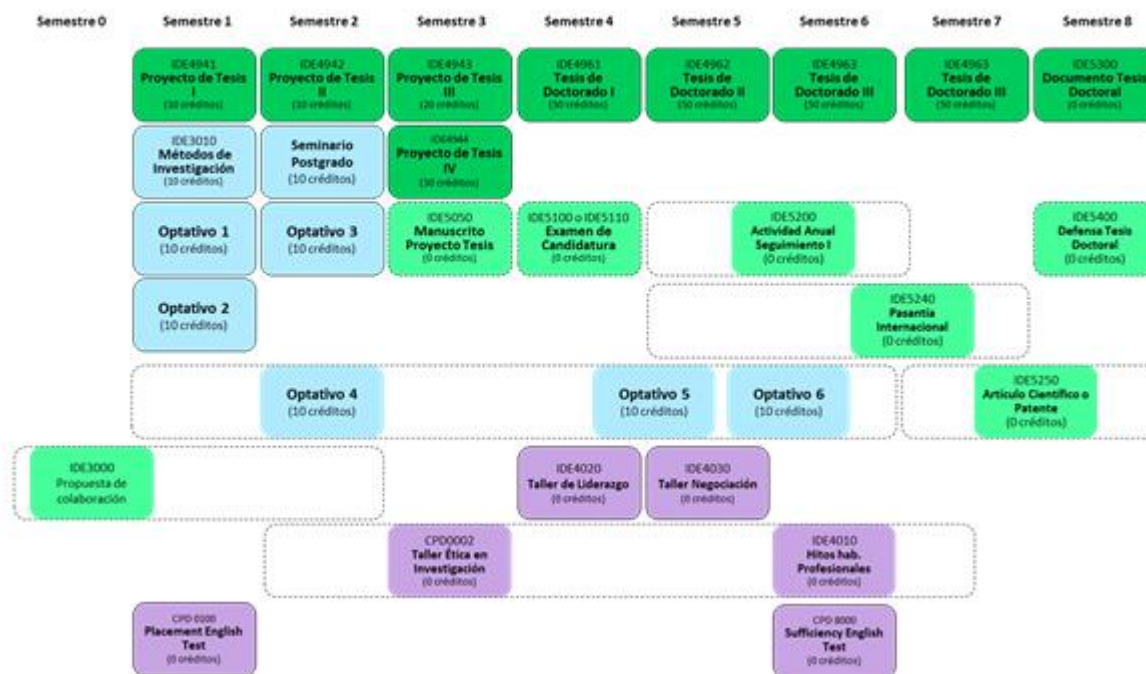 Semestre 0 Semestre 1 Semestre 2 Semestre 3 Semestre 4 Semestre 5 Semestre 6 Semestre 7 Semestre 8
IDE4941
Proyecto de Tesis
I
(10 créditos)
IDE4942
Proyecto de Tesis
II
(10 créditos)
IDE4943
Proyecto de Tesis
III
(20 créditos)
IDE4961
Tesis de
Doctorado I
(50 créditos)
IDE4962
Tesis de
Doctorado II
(50 créditos)
IDE4963
Tesis de
Doctorado III
(50 créditos)
IDE4963
Tesis de
Doctorado III
(50 créditos)
IDE5300
Documento Tesis
Doctoral
(0 créditos)
IDE3010
Métodos de
Investigación
(10 créditos)
Seminario
Postgrado
(10 créditos)
IDE4944
Proyecto de Tesis
IV
(30 créditos)
Optativo 1
(10 créditos)
Optativo 3
(10 créditos)
IDE5050
Manuscrito
Proyecto Tesis
(0 créditos)
IDE5100 o IDE5110
Examen de
Candidatura
(0 créditos)
IDE5200
Actividad Anual
Seguimiento I
(0 créditos)
IDE5400
Defensa Tesis
Doctoral
(0 créditos)
Optativo 2
(10 créditos)
IDE5240
Pasantía
Internacional
(0 créditos)
Optativo 4
(10 créditos)
Optativo 5
(10 créditos)
Optativo 6
(10 créditos)
IDE5250
Artículo Científico o
Patente
(0 créditos)
IDE3000
Propuesta de
colaboración
IDE4020
Taller de Liderazgo
(0 créditos)
IDE4030
Taller Negociación
(0 créditos)
CPD0002
Taller Ética en
Investigación
(0 créditos)
IDE4010
Hitos hab.
Profesionales
(0 créditos)
CPD 0100
Placement English
Test
(0 créditos)
CPD 8000
Sufficiency English
Test
(0 créditos)